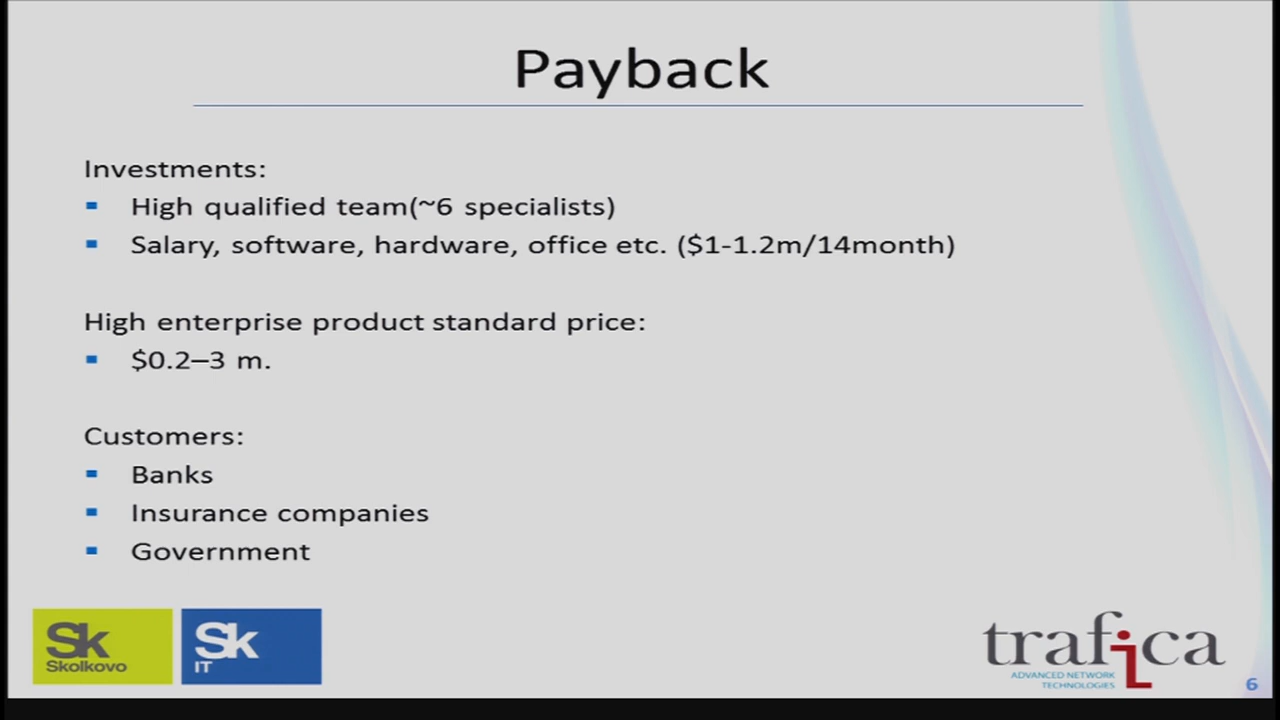 Payback
Investments:
High qualified team(~6 specialists)
Salary, software, hardware, office etc. ($1-1.2m/14month)
High enterprise product standard price:
$0.2–3 m.
Customers:
Banks
Insurance companies
Government
Sk
Skolkovo
Sk
IT
trafica
ADVANCED NETWORK
TECHNOLOGIES
6